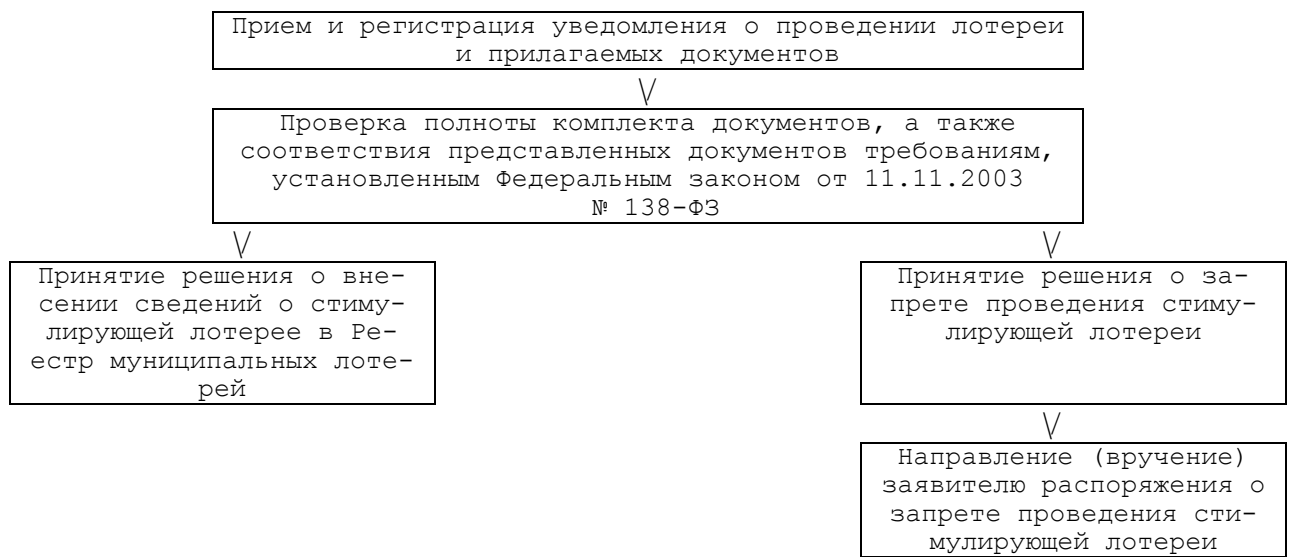 Прием и регистрация уведомления о проведении лотереи
и прилагаемых документов
\/
Проверка полноты комплекта документов, а также
соответствия представленных документов требованиям,
установленным Федеральным законом от 11.11.2003
№ 138-ФЗ
\/
\/
Принятие решения о вне-
сении сведений о стиму-
лирующей лотерее в Ре-
естр муниципальных лоте-
рей
Принятие решения о за-
прете проведения стиму-
лирующей лотереи
\/
Направление (вручение)
заявителю распоряжения о
запрете проведения сти-
мулирующей лотереи